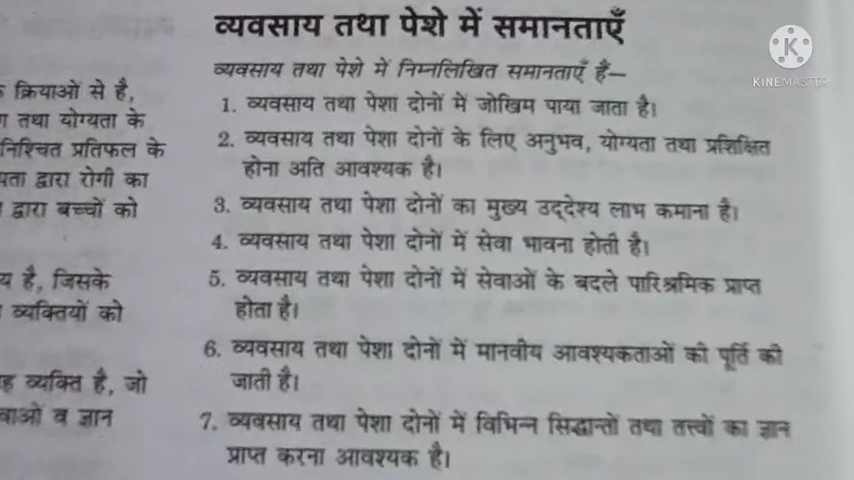 व्यवसाय तथा पेशे में समानताएँ
व्यवसाय तथा पेशे में निम्नलिखित समानताएँ हैं—
1. व्यवसाय तथा पेशा दोनों में जोखिम पाया जाता है।
2. व्यवसाय तथा पेशा दोनों के लिए अनुभव, योग्यता तथा प्रशिक्षित
होना अति आवश्यक है।
3. व्यवसाय तथा पेशा दोनों का मुख्य उद्देश्य लाभ कमाना है।
4. व्यवसाय तथा पेशा दोनों में सेवा भावना होती है।
5. व्यवसाय तथा पेशा दोनों में सेवाओं के बदले पारिश्रमिक प्राप्त
होता है।
6. व्यवसाय तथा पेशा दोनों में मानवीय आवश्यकताओं की पूर्ति की
जाती है।
7. व्यवसाय तथा पेशा दोनों में विभिन्न सिद्धान्तों तथा तत्त्वों का ज्ञान
प्राप्त करना आवश्यक है।
क्रियाओं से है,
तथा योग्यता के
निश्चित प्रतिफल के
द्वारा रोगी का
द्वारा बच्चों को
है, जिसके
व्यक्तियों को
व्यक्ति है, जो
व ज्ञान
K
KINEMASTER